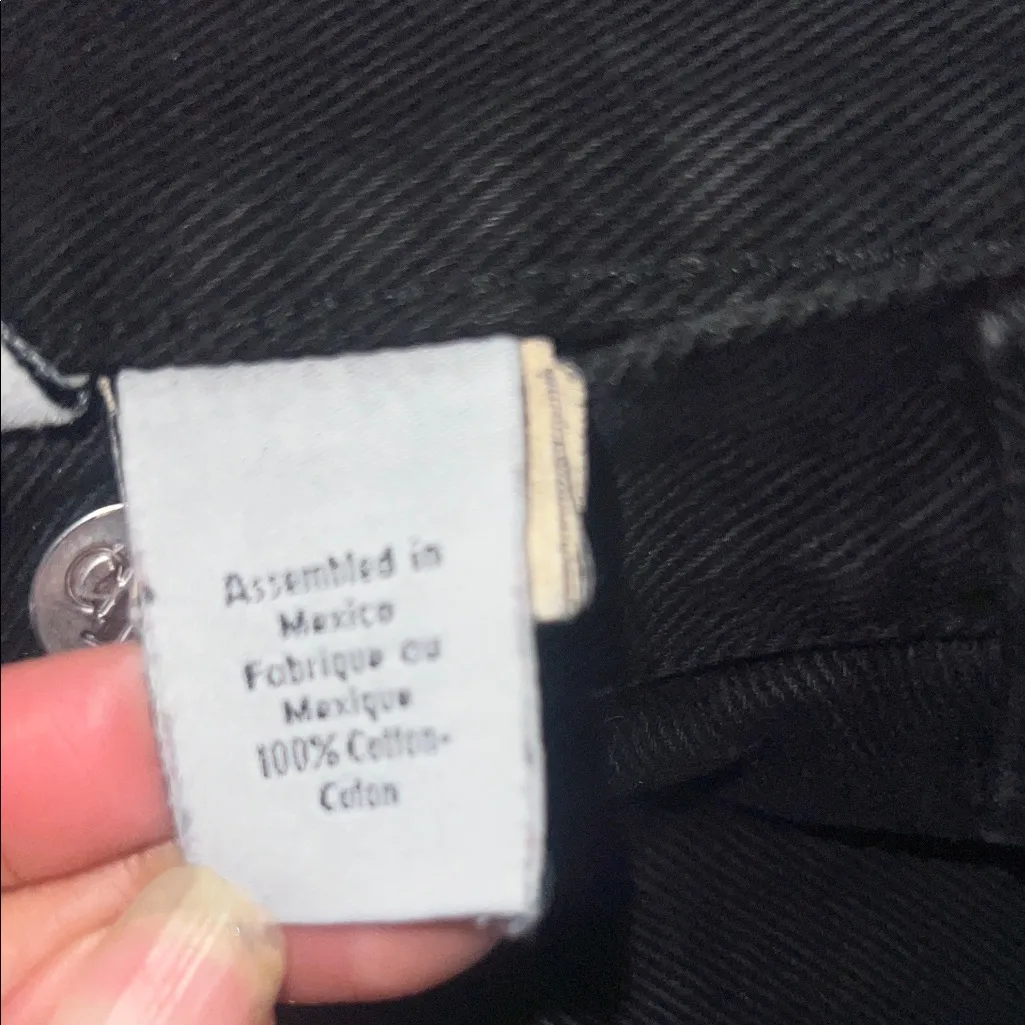 Assembled in
Mexico
Fabrique au
Mexique
100% Cotton-
Coton